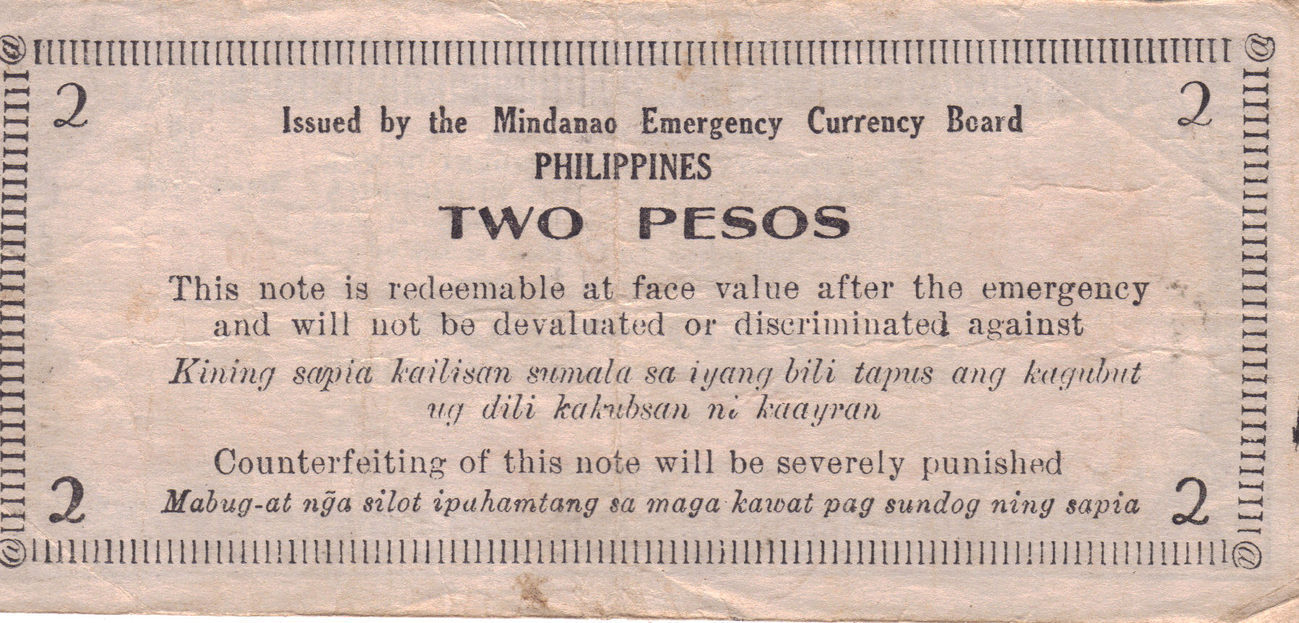 2 2
Issued by the Mindanao Emergency Currency Board
PHILIPPINES
TWO PESOS
This note is redeemable at face value after the emergency
and will not be devaluated or discriminated against
Kining sapia kailisan sumala sa iyang bili tapus ang kagubut
ug dili kakubsan ni kaayran
Counterfeiting of this note will be severely punished
Mabug-at ng̃a silot ipahamtang sa maga kawat pag sundog ning sapia
2 2